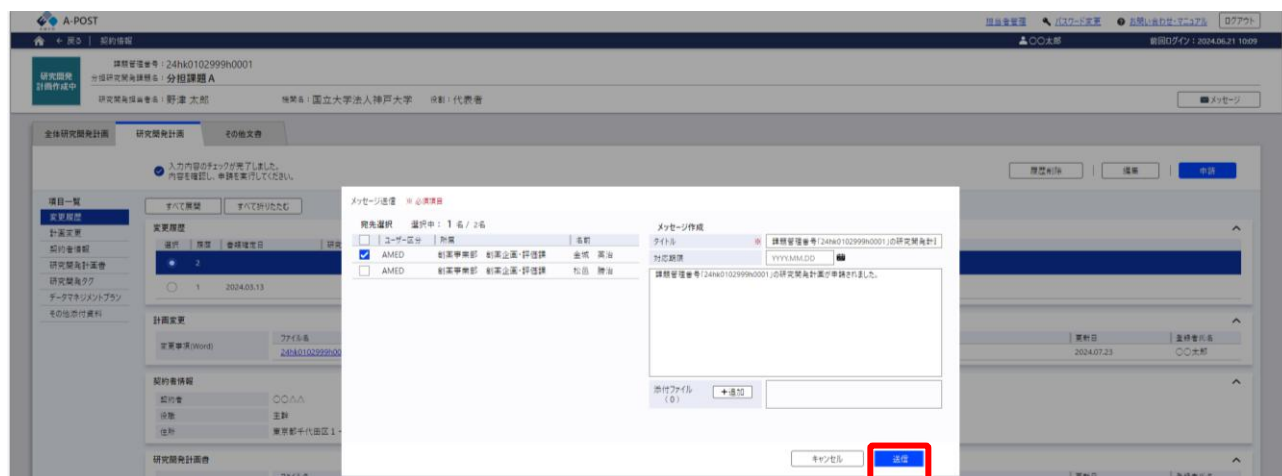 A-POST
担当者管理 パスワード変更 お問い合わせ・マニュアル ログアウト
← 戻る | 契約情報
〇〇太郎 前回ログイン：2024.06.21 10:09
研究開発
計画作成中
課題管理番号：24hk0102999h0001
分担研究開発課題名：分担課題 A
研究開発担当者名：野津 太郎 機関名：国立大学法人神戸大学 役割：代表者
メッセージ
全体研究開発計画 研究開発計画 その他文書
入力内容のチェックが完了しました。
内容を確認し、申請を実行してください。
履歴削除 | 編集 | 申請
項目一覧
変更履歴
計画変更
契約者情報
研究開発計画書
研究開発タグ
データマネジメントプラン
その他添付資料
すべて展開 すべて折りたたむ
変更履歴
選択 履歴 書類確定日 研究
2
1 2024.03.13
計画変更
変更事項(Word)
ファイル名
24hk0102999h00
更新日 登録者氏名
2024.07.23 〇〇太郎
契約者情報
契約者 〇〇△△
役職
住所 東京都千代田区１－
研究開発計画書
メッセージ送信 ※ 必須項目
宛先選択 選択中： 1 名 / 2名
ユーザー区分 所属 名前
AMED 創薬事業部 創薬企画・評価課 金城 英治
AMED 創薬事業部 創薬企画・評価課 松田 勝治
メッセージ作成
タイトル ※ 課題管理番号「24hk0102999h0001」の研究開発計
対応期限 YYYY.MM.DD
課題管理番号「24hk0102999h0001」の研究開発計画が申請されました。
添付ファイル
(0)
＋追加
キャンセル 送信